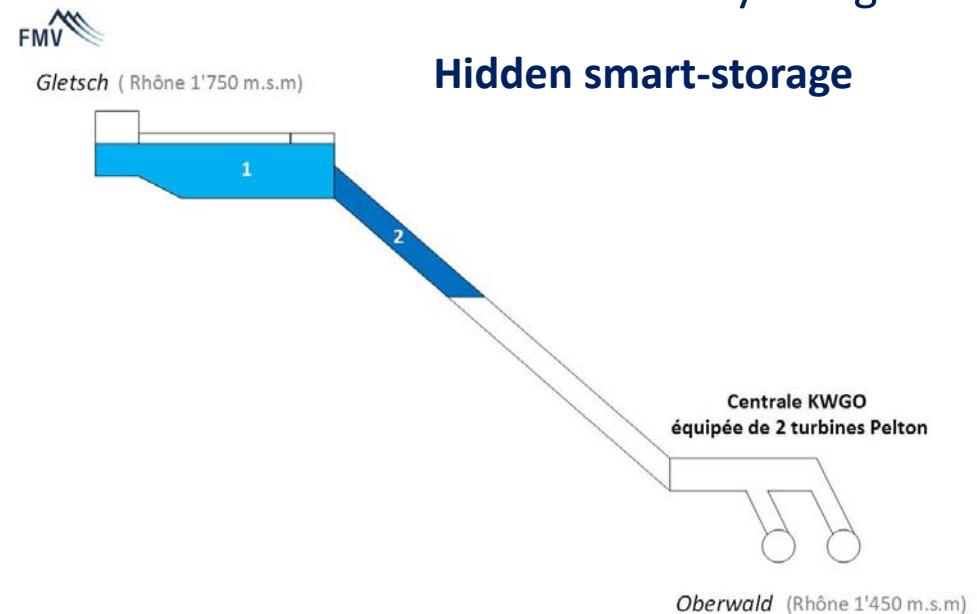 FMV
Hidden smart-storage
Gletsch ( Rhône 1'750 m.s.m)
1
2
Centrale KWGO
équipée de 2 turbines Pelton
Oberwald (Rhône 1'450 m.s.m)